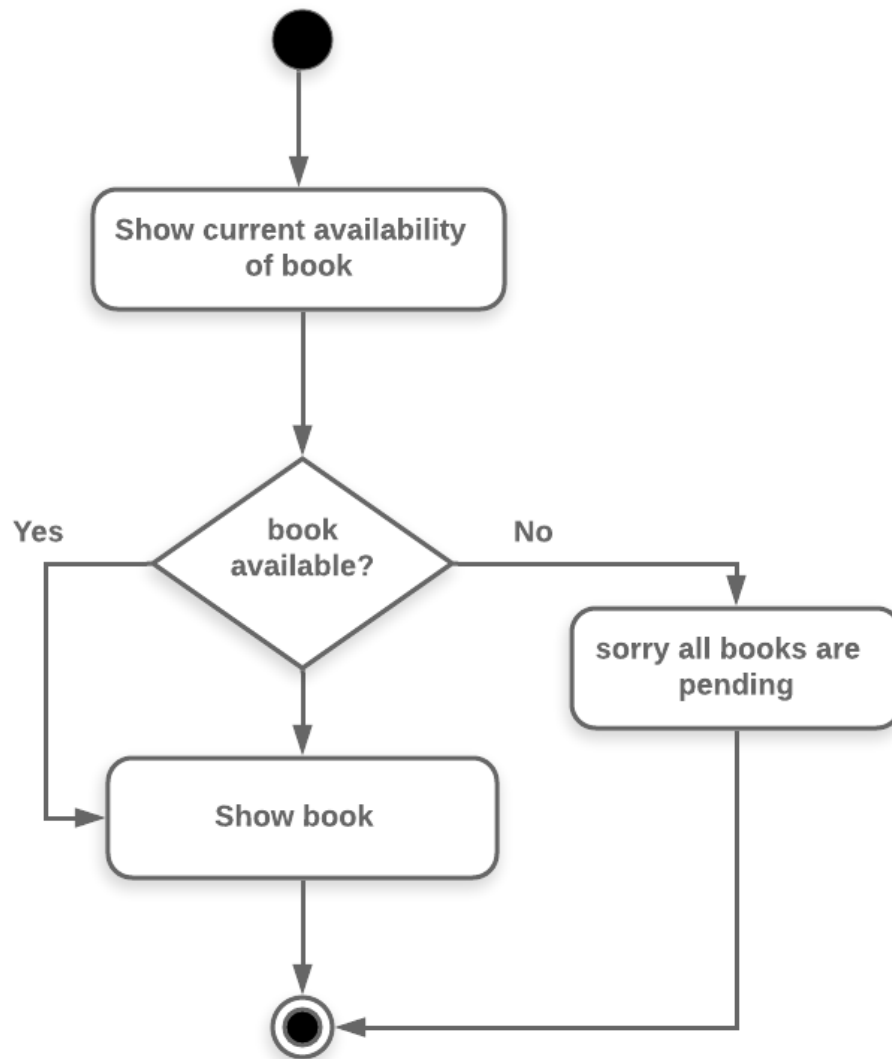 Show current availability
of book
book
available?
Yes
No
sorry all books are
pending
Show book